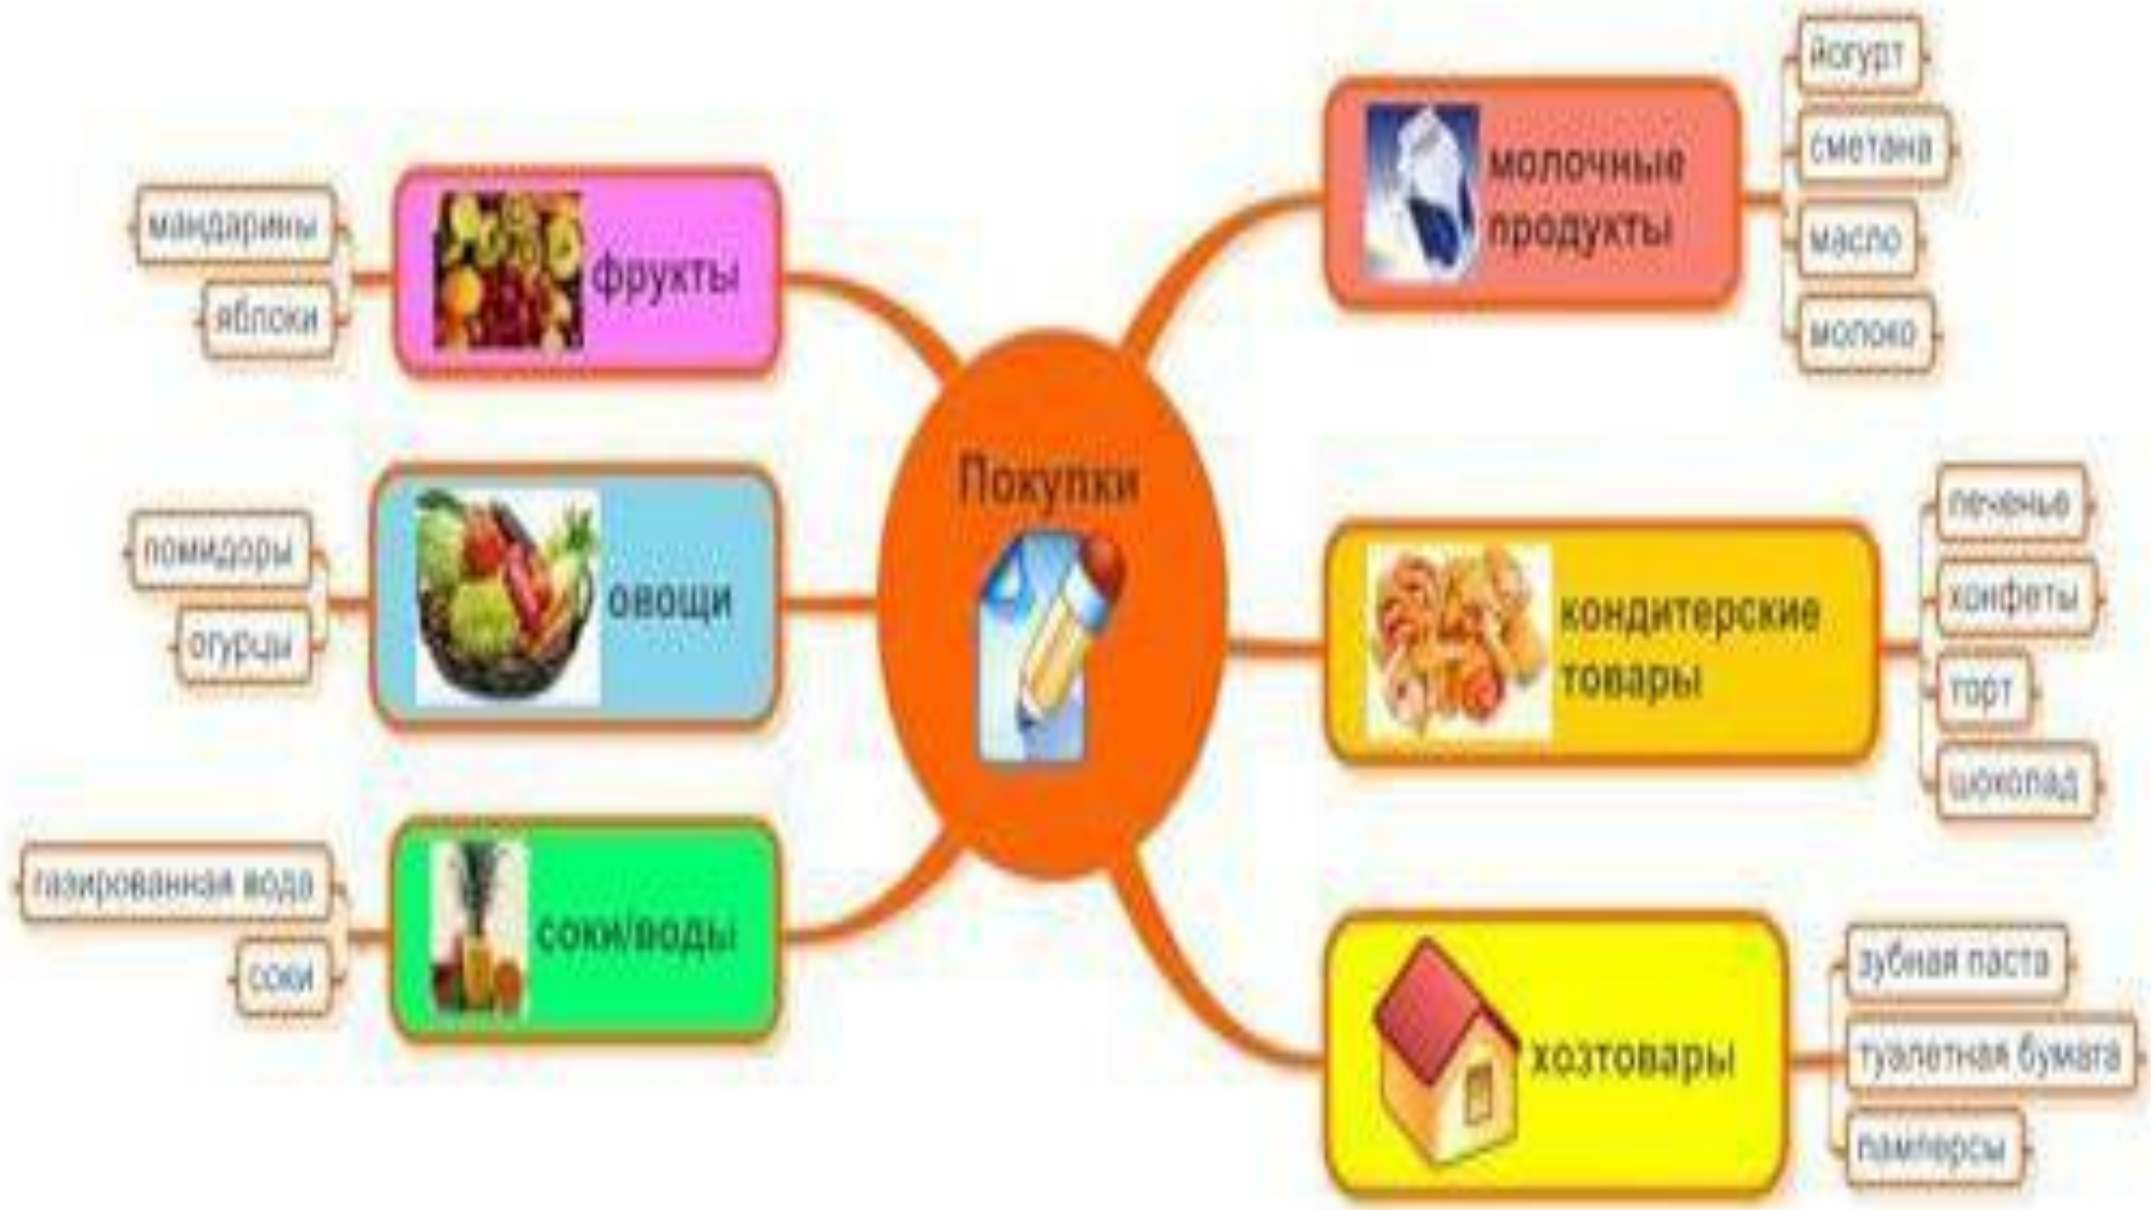 Покупки
фрукты
мандарины
яблоки
овощи
помидоры
огурцы
соки/воды
газированная вода
соки
молочные
продукты
йогурт
сметана
масло
молоко
кондитерские
товары
печенье
конфеты
торт
шоколад
хозтовары
зубная паста
туалетная бумага
памперсы